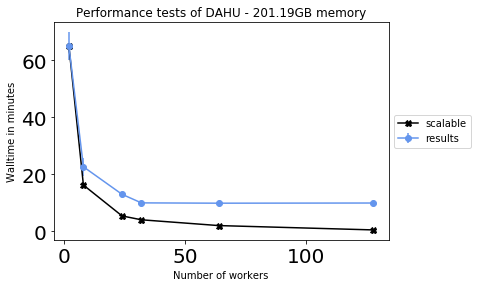 Performance tests of DAHU - 201.19GB memory
Walltime in minutes
60
40
20
0
0 50 100
Number of workers
scalable
results